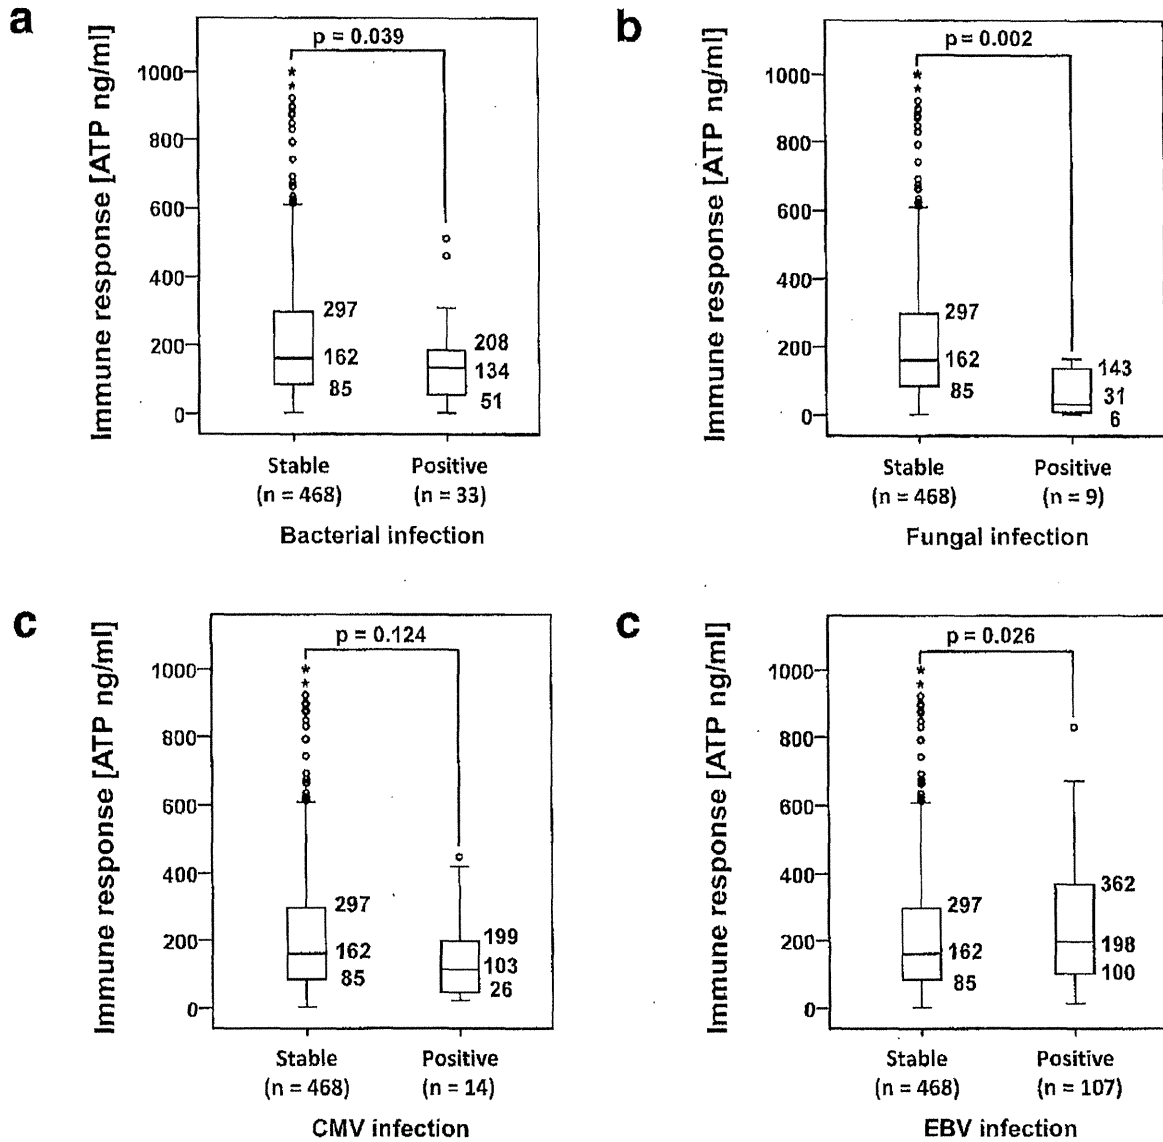 a
p = 0.039
Immune response [ATP ng/ml]
1000
800
600
400
200
0
297
162
85
208
134
51
Stable
(n = 468)
Positive
(n = 33)
Bacterial infection
b
p = 0.002
Immune response [ATP ng/ml]
1000
800
600
400
200
0
297
162
85
143
31
6
Stable
(n = 468)
Positive
(n = 9)
Fungal infection
c
p = 0.124
Immune response [ATP ng/ml]
1000
800
600
400
200
0
297
162
85
199
103
26
Stable
(n = 468)
Positive
(n = 14)
CMV infection
c
p = 0.026
Immune response [ATP ng/ml]
1000
800
600
400
200
0
297
162
85
362
198
100
Stable
(n = 468)
Positive
(n = 107)
EBV infection